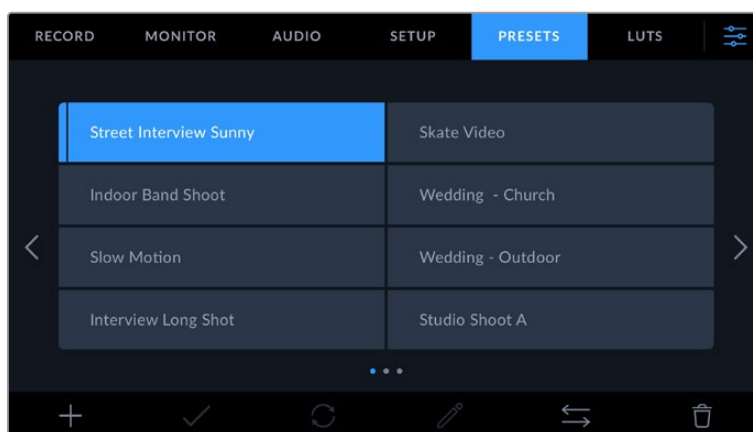 RECORD MONITOR AUDIO SETUP PRESETS LUTS
Street Interview Sunny
Skate Video
Indoor Band Shoot
Wedding - Church
Slow Motion
Wedding - Outdoor
Interview Long Shot
Studio Shoot A